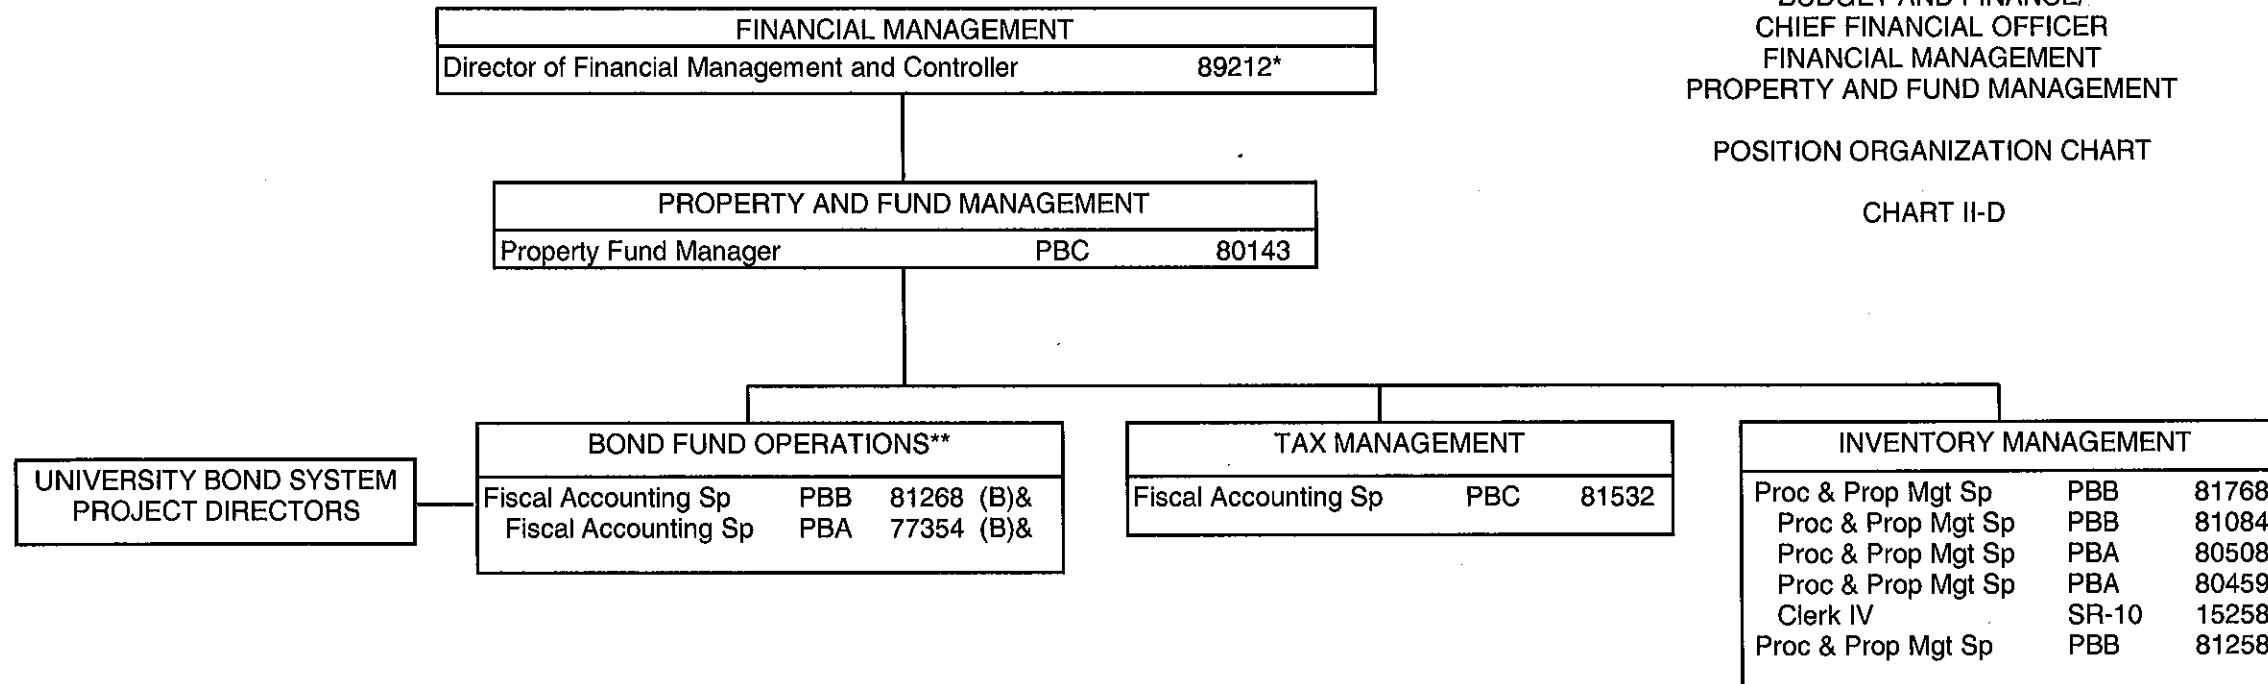 BUDGET AND FINANCE/
CHIEF FINANCIAL OFFICER
FINANCIAL MANAGEMENT
PROPERTY AND FUND MANAGEMENT
POSITION ORGANIZATION CHART
CHART II-D
FINANCIAL MANAGEMENT
Director of Financial Management and Controller 89212*
PROPERTY AND FUND MANAGEMENT
Property Fund Manager PBC 80143
UNIVERSITY BOND SYSTEM
PROJECT DIRECTORS
BOND FUND OPERATIONS**
Fiscal Accounting Sp PBB 81268 (B)&
Fiscal Accounting Sp PBA 77354 (B)&
TAX MANAGEMENT
Fiscal Accounting Sp PBC 81532
INVENTORY MANAGEMENT
Proc & Prop Mgt Sp PBB 81768
Proc & Prop Mgt Sp PBB 81084
Proc & Prop Mgt Sp PBA 80508
Proc & Prop Mgt Sp PBA 80459
Clerk IV SR-10 15258
Proc & Prop Mgt Sp PBB 81258